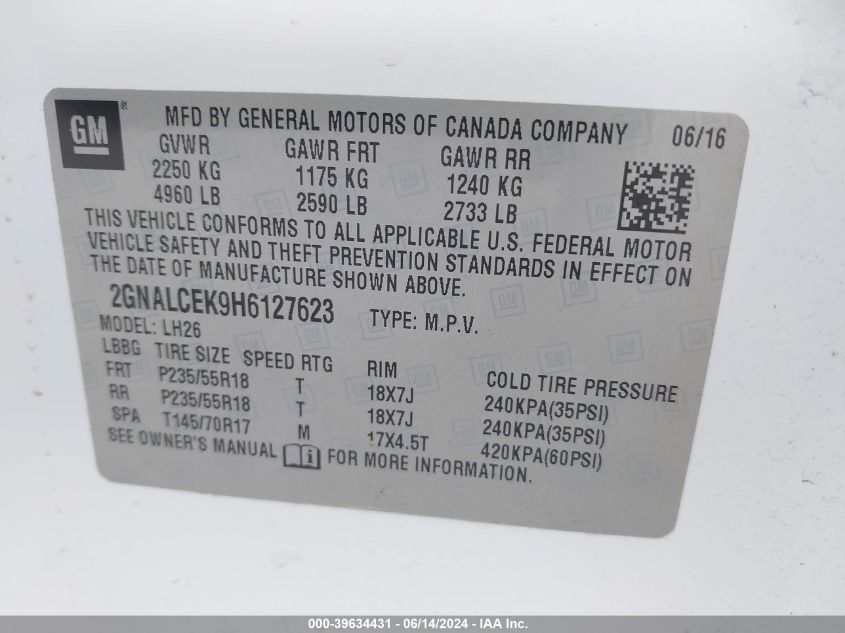 GM ® MFD BY GENERAL MOTORS OF CANADA COMPANY 06/16
GVWR GAWR FRT GAWR RR
2250 KG 1175 KG 1240 KG
4960 LB 2590 LB 2733 LB
THIS VEHICLE CONFORMS TO ALL APPLICABLE U.S. FEDERAL MOTOR
VEHICLE SAFETY AND THEFT PREVENTION STANDARDS IN EFFECT ON
THE DATE OF MANUFACTURE SHOWN ABOVE.
2GNALCEK9H6127623 TYPE: M.P.V.
MODEL: LH26
LBBG TIRE SIZE SPEED RTG RIM COLD TIRE PRESSURE
FRT P235/55R18 T 18X7J 240KPA(35PSI)
RR P235/55R18 T 18X7J 240KPA(35PSI)
SPA T145/70R17 M 17X4.5T 420KPA(60PSI)
SEE OWNER'S MANUAL FOR MORE INFORMATION.
000-39634431 - 06/14/2024 - IAA Inc.